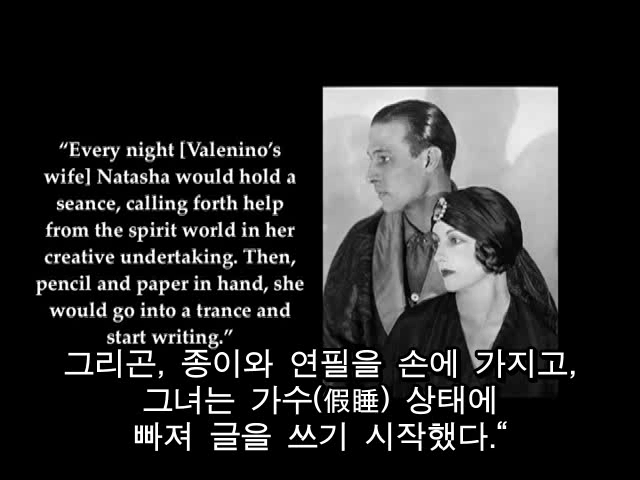 “Every night [Valenino’s
wife] Natasha would hold a
seance, calling forth help
from the spirit world in her
creative undertaking. Then,
pencil and paper in hand, she
would go into a trance and
start writing.”
그리곤, 종이와 연필을 손에 가지고,
그녀는 가수(假睡) 상태에
빠져 글을 쓰기 시작했다.“